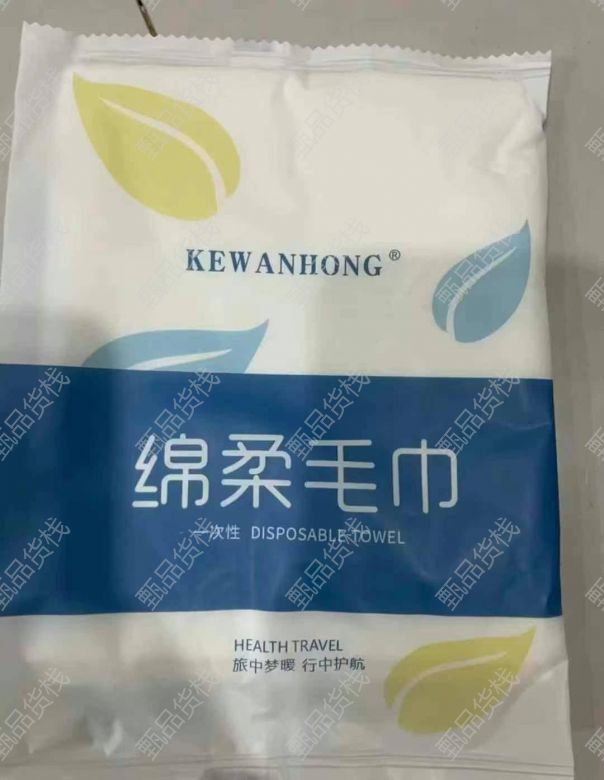 KEWANHONG®
绵柔毛巾
一次性 DISPOSABLE TOWEL
HEALTH TRAVEL
旅中梦暖 行中护航
甄品货栈